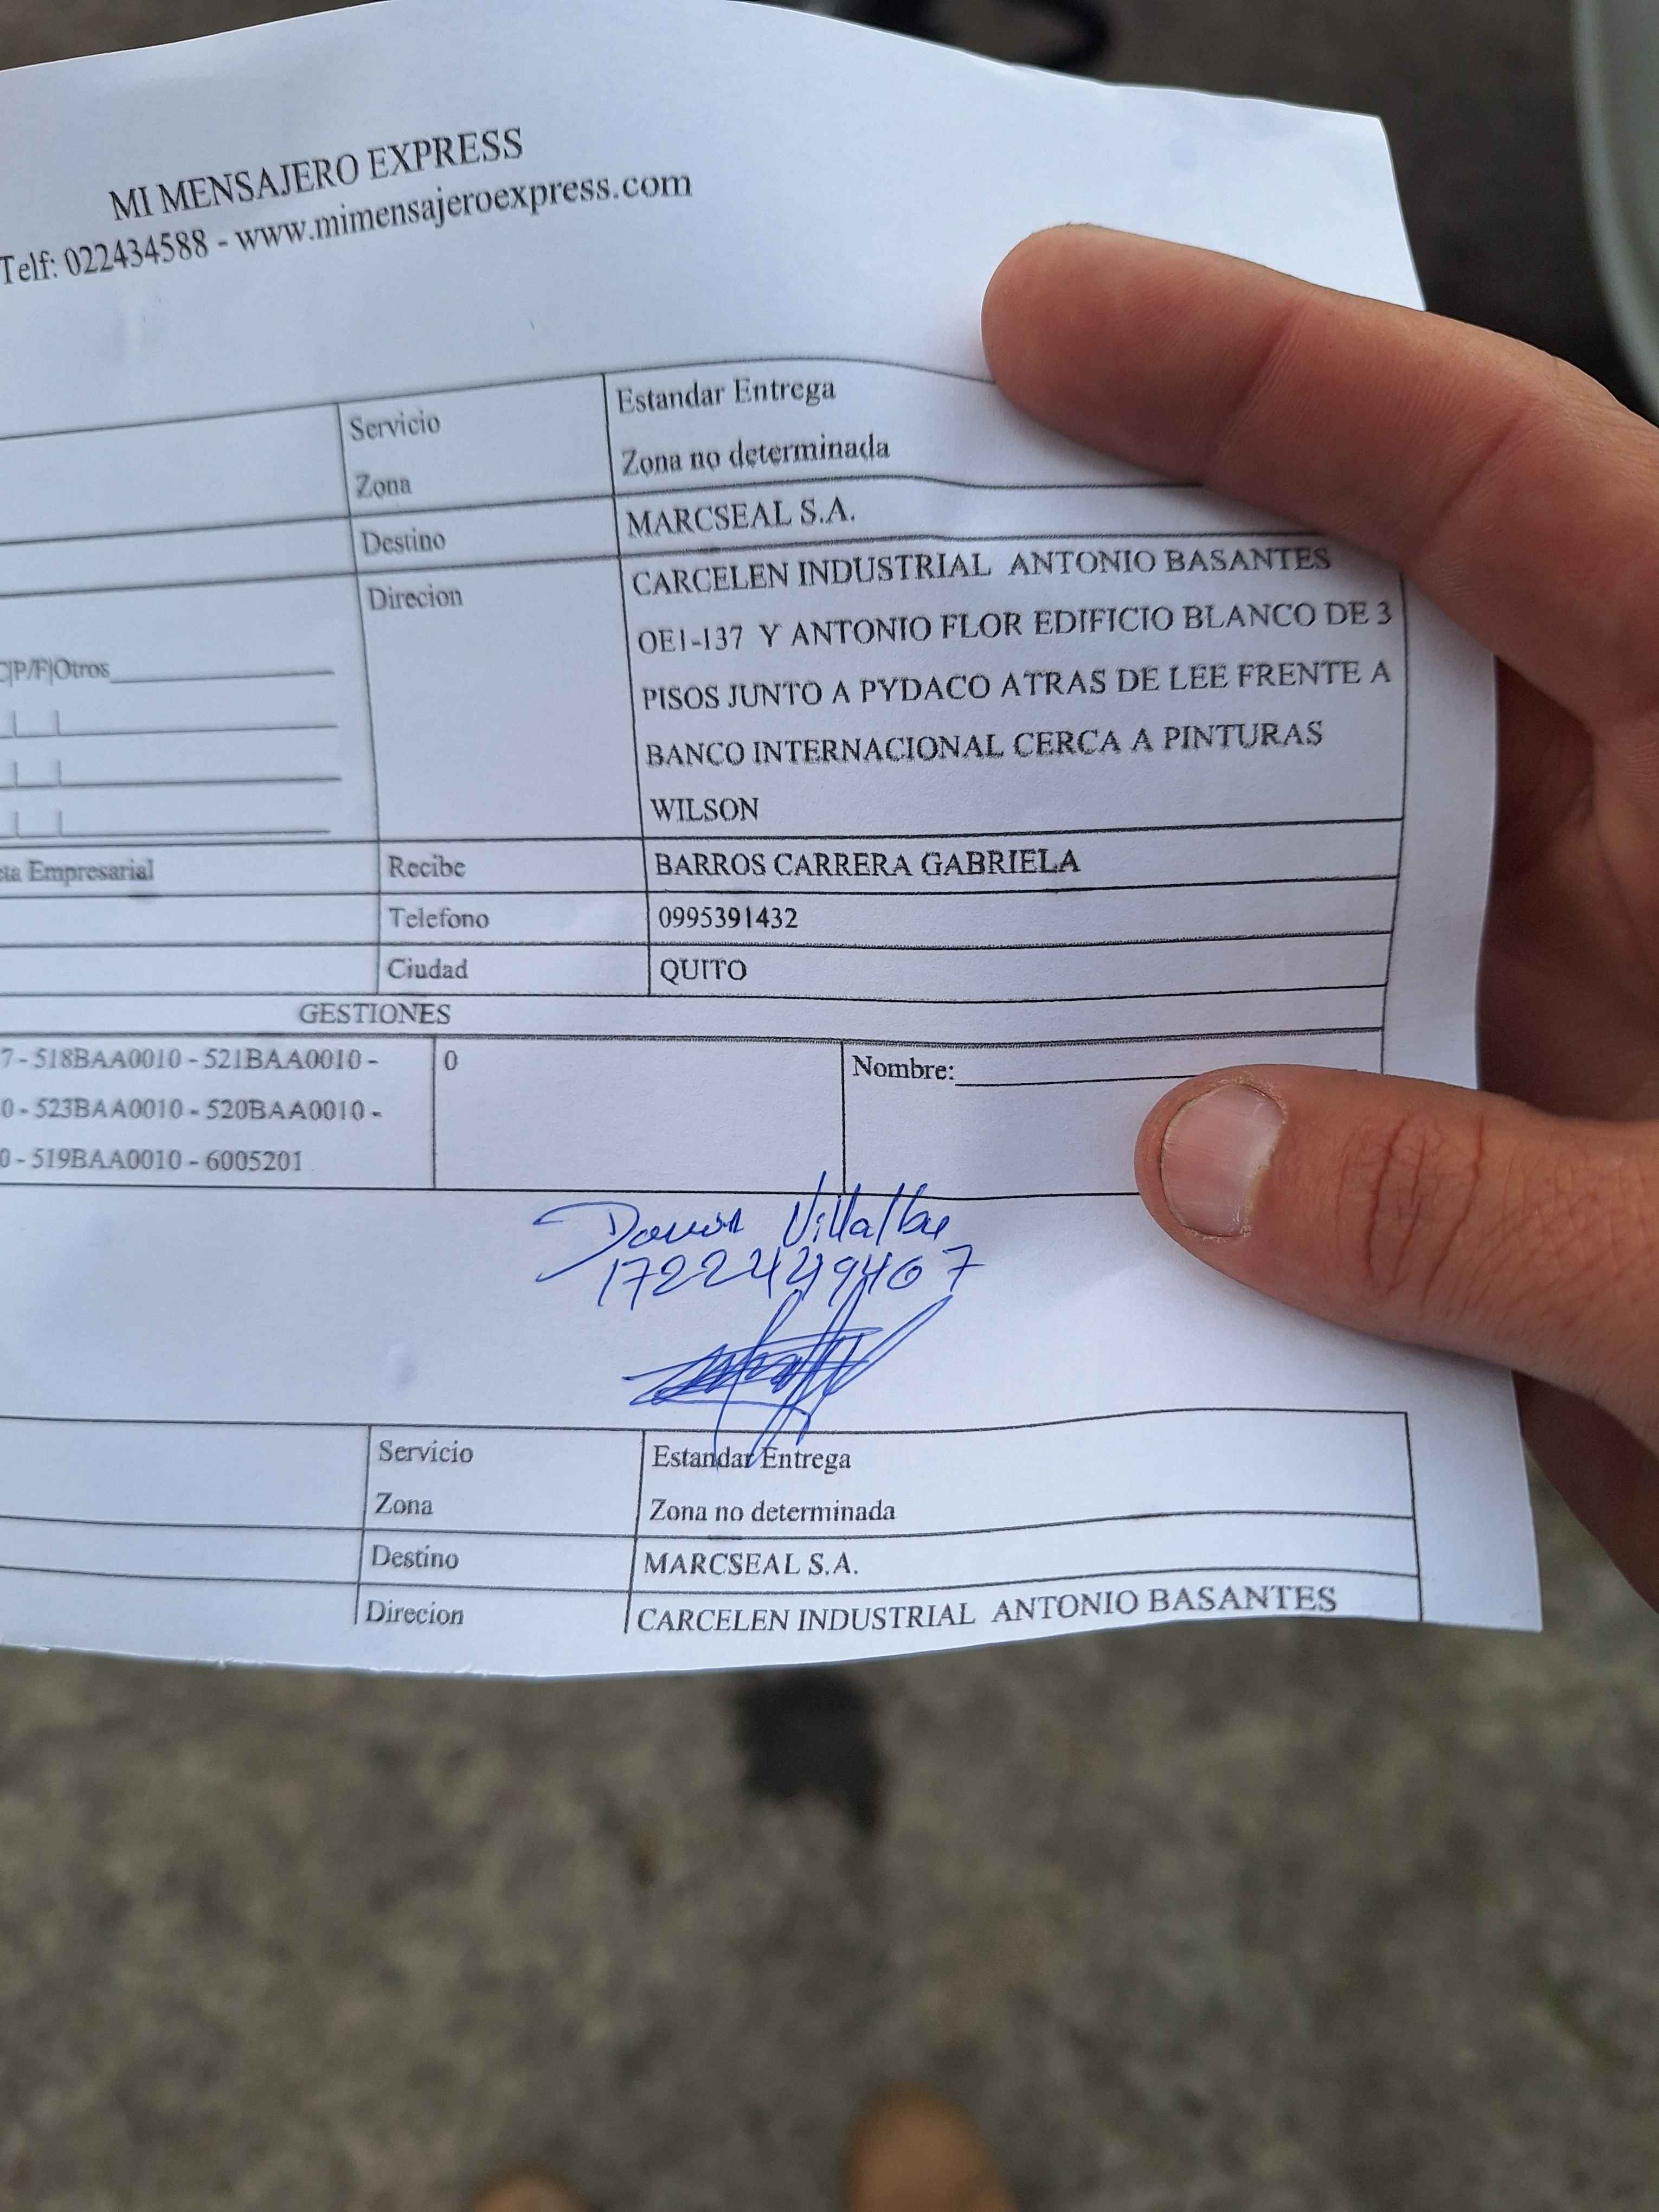 MI MENSAJERO EXPRESS
Telf: 022434588 - www.mimensajeroexpress.com
Servicio Estandar Entrega
Zona Zona no determinada
Destino MARCSEAL S.A.
Direcion CARCELEN INDUSTRIAL ANTONIO BASANTES
OE1-137 Y ANTONIO FLOR EDIFICIO BLANCO DE 3
C|P/F|Otros PISOS JUNTO A PYDACO ATRAS DE LEE FRENTE A
BANCO INTERNACIONAL CERCA A PINTURAS
WILSON
Empresarial Recibe BARROS CARRERA GABRIELA
Telefono 0995391432
Ciudad QUITO
GESTIONES
7 - 518BAA0010 - 521BAA0010 - 0 Nombre:
0 - 523BAA0010 - 520BAA0010 -
0 - 519BAA0010 - 6005201
Villalba
Servicio Estandar Entrega
Zona Zona no determinada
Destino MARCSEAL S.A.
Direcion CARCELEN INDUSTRIAL ANTONIO BASANTES